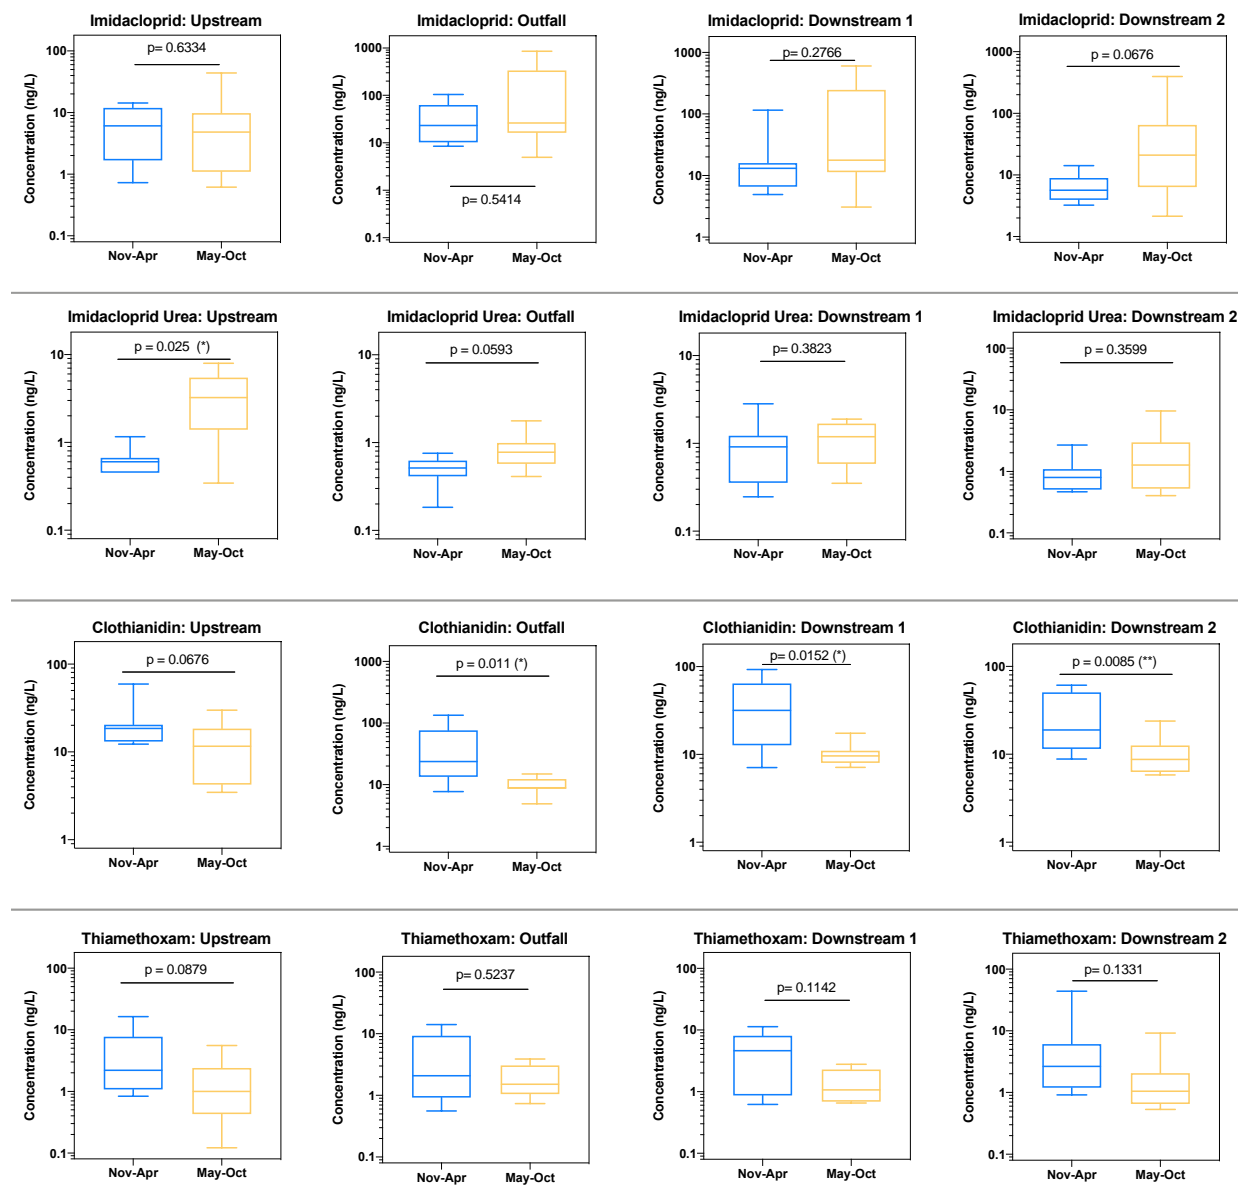 Imidacloprid: Upstream
p= 0.6334
Concentration (ng/L)
100
10
1
0.1
Nov-Apr May-Oct
Imidacloprid: Outfall
Concentration (ng/L)
1000
100
10
1
0.1
p= 0.5414
Nov-Apr May-Oct
Imidacloprid: Downstream 1
p= 0.2766
Concentration (ng/L)
1000
100
10
1
Nov-Apr May-Oct
Imidacloprid: Downstream 2
p = 0.0676
Concentration (ng/L)
1000
100
10
1
Nov-Apr May-Oct
Imidacloprid Urea: Upstream
p = 0.025 (*)
Concentration (ng/L)
10
1
0.1
Nov-Apr May-Oct
Imidacloprid Urea: Outfall
p = 0.0593
Concentration (ng/L)
10
1
0.1
Nov-Apr May-Oct
Imidacloprid Urea: Downstream 1
p= 0.3823
Concentration (ng/L)
10
1
0.1
Nov-Apr May-Oct
Imidacloprid Urea: Downstream 2
p = 0.3599
Concentration (ng/L)
100
10
1
0.1
Nov-Apr May-Oct
Clothianidin: Upstream
p = 0.0676
Concentration (ng/L)
100
10
1
Nov-Apr May-Oct
Clothianidin: Outfall
p = 0.011 (*)
Concentration (ng/L)
1000
100
10
1
Nov-Apr May-Oct
Clothianidin: Downstream 1
p= 0.0152 (*)
Concentration (ng/L)
100
10
1
Nov-Apr May-Oct
Clothianidin: Downstream 2
p = 0.0085 (**)
Concentration (ng/L)
100
10
1
Nov-Apr May-Oct
Thiamethoxam: Upstream
p = 0.0879
Concentration (ng/L)
100
10
1
0.1
Nov-Apr May-Oct
Thiamethoxam: Outfall
p = 0.5237
Concentration (ng/L)
100
10
1
0.1
Nov-Apr May-Oct
Thiamethoxam: Downstream 1
p= 0.1142
Concentration (ng/L)
100
10
1
0.1
Nov-Apr May-Oct
Thiamethoxam: Downstream 2
p = 0.1331
Concentration (ng/L)
100
10
1
0.1
Nov-Apr May-Oct